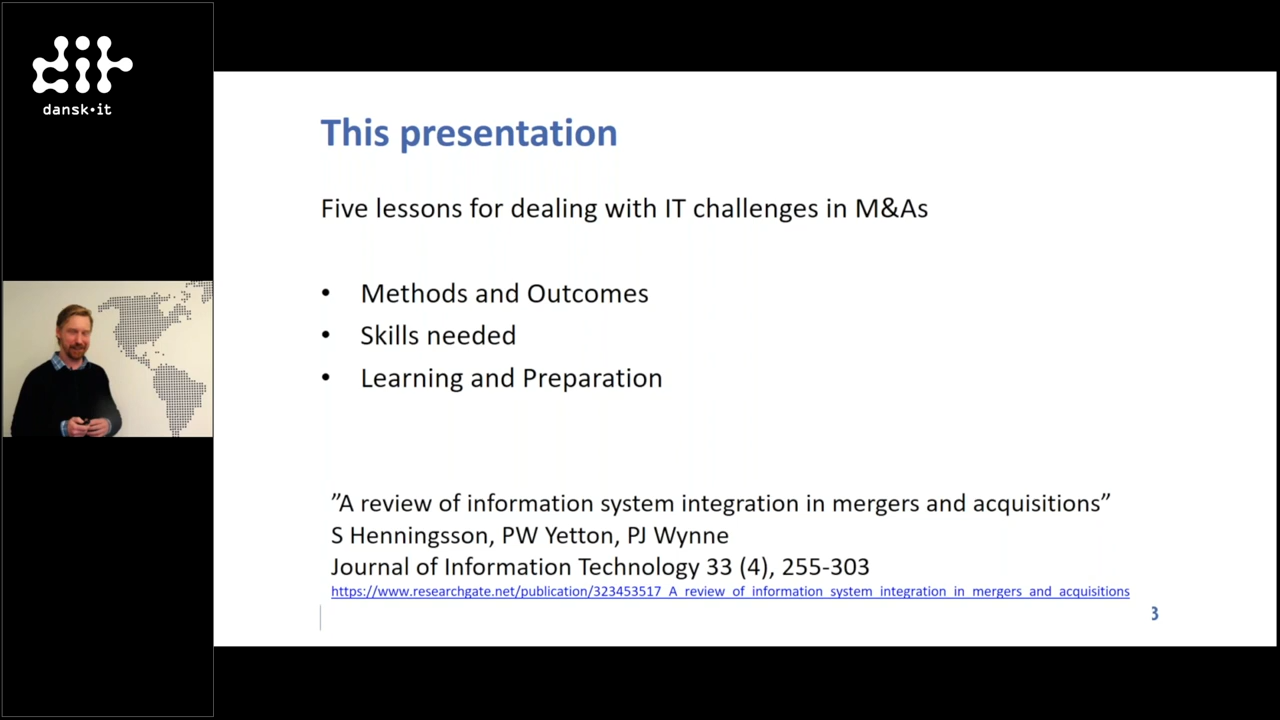 dit
dansk•it
This presentation
Five lessons for dealing with IT challenges in M&As
• Methods and Outcomes
• Skills needed
• Learning and Preparation
”A review of information system integration in mergers and acquisitions”
S Henningsson, PW Yetton, PJ Wynne
Journal of Information Technology 33 (4), 255-303
https://www.researchgate.net/publication/323453517_A_review_of_information_system_integration_in_mergers_and_acquisitions
3